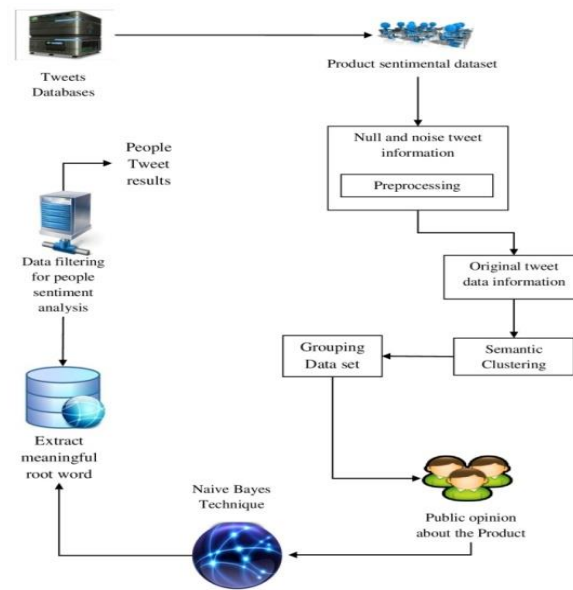 Tweets
Databases
Product sentimental dataset
Null and noise tweet
information
Preprocessing
People
Tweet
results
Data filtering
for people
sentiment
analysis
Original tweet
data information
Grouping
Data set
Semantic
Clustering
Extract
meaningful
root word
Naive Bayes
Technique
Public opinion
about the Product